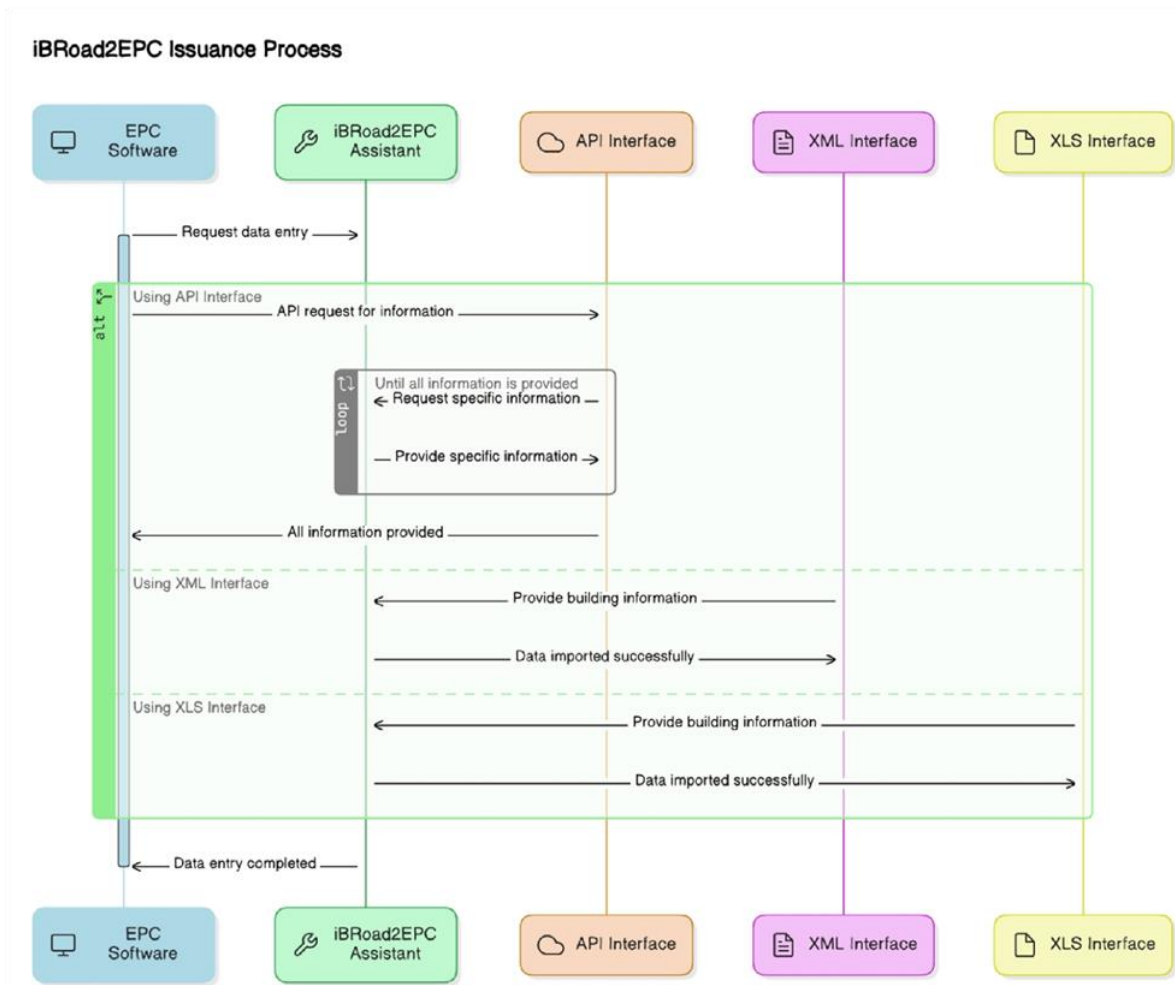 iBRoad2EPC Issuance Process
EPC
Software
iBRoad2EPC
Assistant
API Interface
XML Interface
XLS Interface
Request data entry
alt
Using API Interface
API request for information
loop
Until all information is provided
Request specific information
Provide specific information
All information provided
Using XML Interface
Provide building information
Data imported successfully
Using XLS Interface
Provide building information
Data imported successfully
Data entry completed
EPC
Software
iBRoad2EPC
Assistant
API Interface
XML Interface
XLS Interface